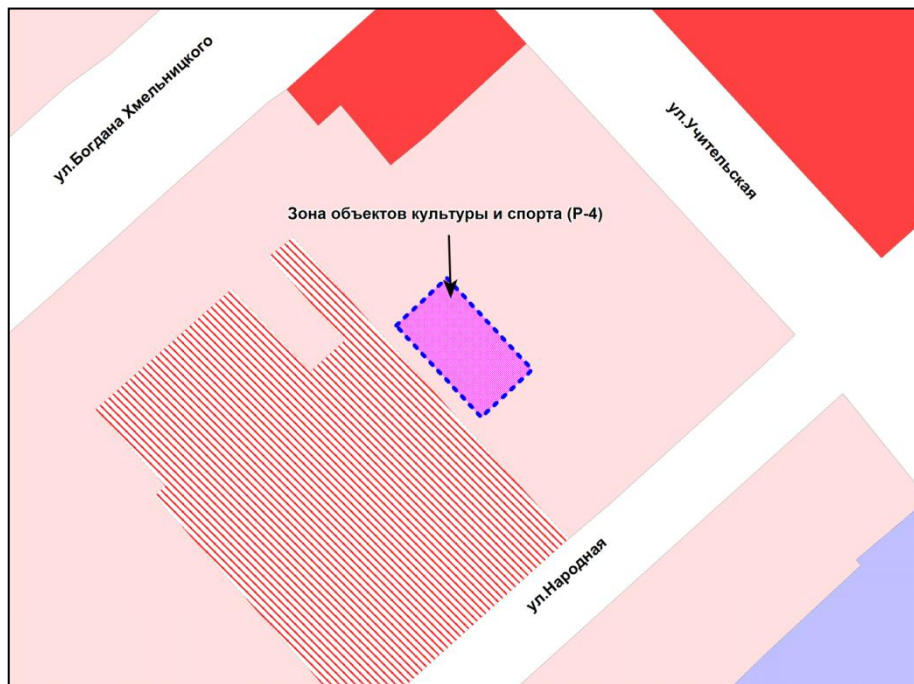 ул.Богдана Хмельницкого
ул.Учительская
Зона объектов культуры и спорта (Р-4)
ул.Народная